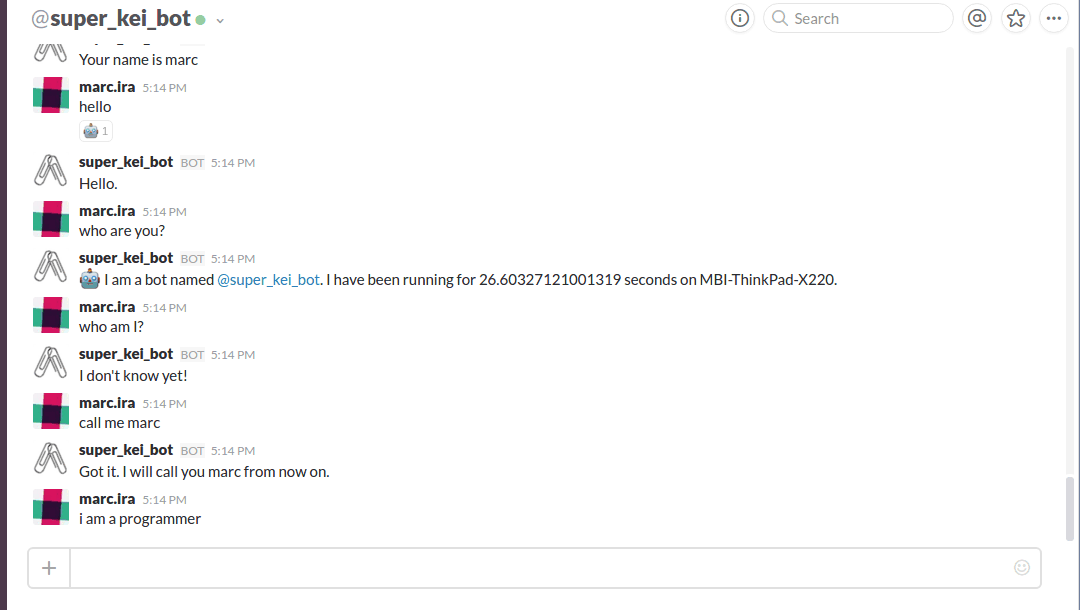 @super_kei_bot
Search
Your name is marc
marc.ira 5:14 PM
hello
1
super_kei_bot BOT 5:14 PM
Hello.
marc.ira 5:14 PM
who are you?
super_kei_bot BOT 5:14 PM
I am a bot named @super_kei_bot. I have been running for 26.60327121001319 seconds on MBI-ThinkPad-X220.
marc.ira 5:14 PM
who am I?
super_kei_bot BOT 5:14 PM
I don't know yet!
marc.ira 5:14 PM
call me marc
super_kei_bot BOT 5:14 PM
Got it. I will call you marc from now on.
marc.ira 5:14 PM
i am a programmer